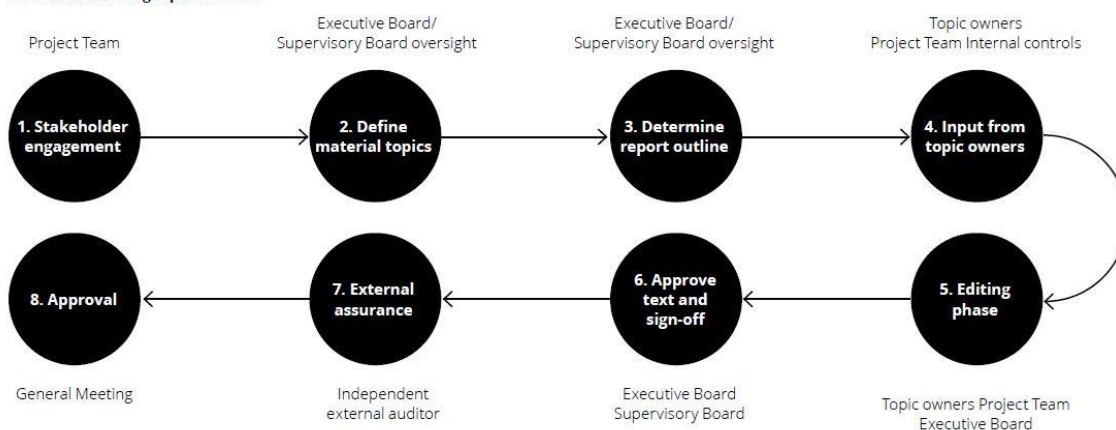 Project Team
Executive Board/
Supervisory Board oversight
Executive Board/
Supervisory Board oversight
Topic owners
Project Team Internal controls
1. Stakeholder
engagement
2. Define
material topics
3. Determine
report outline
4. Input from
topic owners
8. Approval
7. External
assurance
6. Approve
text and
sign-off
5. Editing
phase
General Meeting
Independent
external auditor
Executive Board
Supervisory Board
Topic owners Project Team
Executive Board